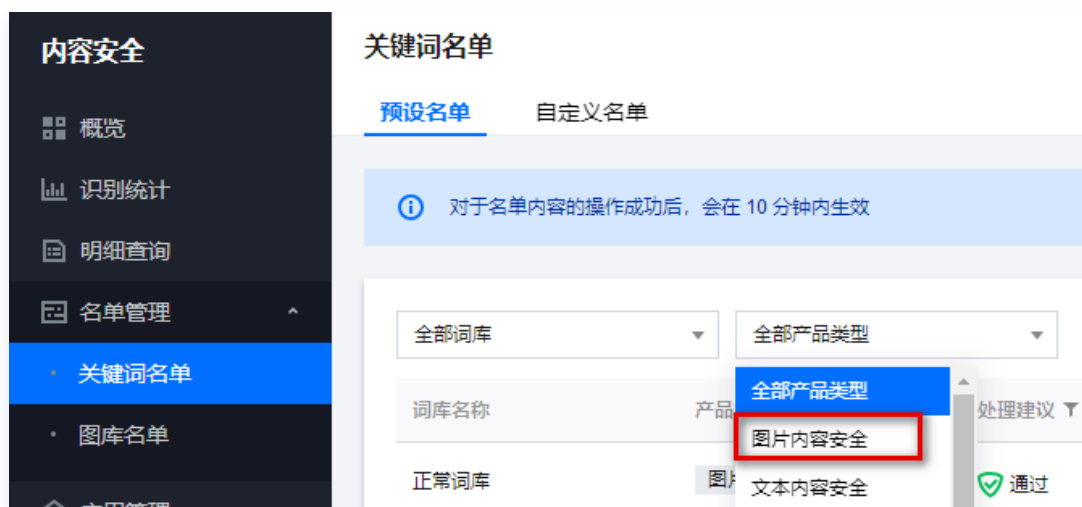 内容安全
概览
识别统计
明细查询
名单管理
关键词名单
图库名单
关键词名单
预设名单 自定义名单
对于名单内容的操作成功后，会在 10 分钟内生效
全部词库 全部产品类型
全部产品类型
图片内容安全
文本内容安全
词库名称 产品 处理建议
正常词库 通过